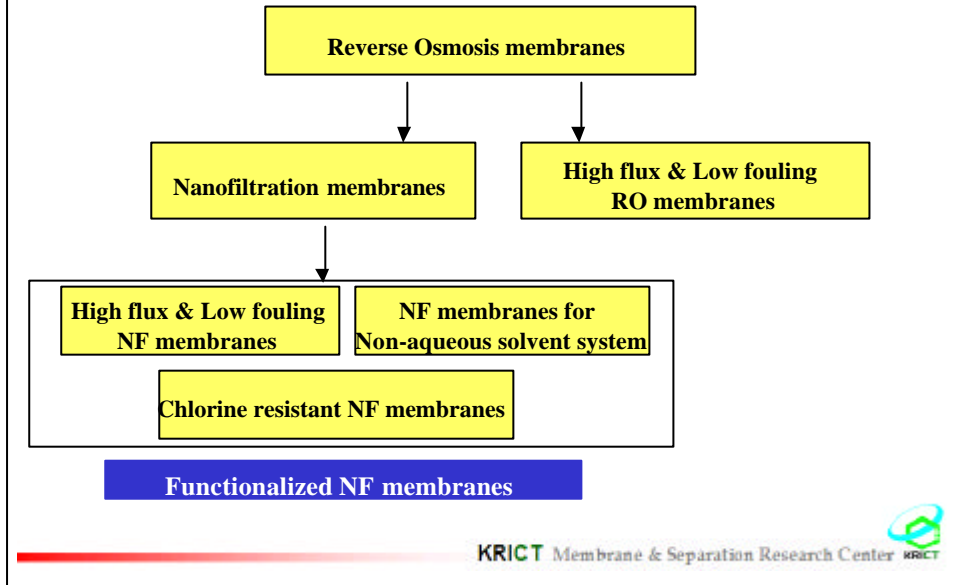 Reverse Osmosis membranes
Nanofiltration membranes
High flux & Low fouling
RO membranes
High flux & Low fouling
NF membranes
NF membranes for
Non-aqueous solvent system
Chlorine resistant NF membranes
Functionalized NF membranes
KRICT Membrane & Separation Research Center
KRICT